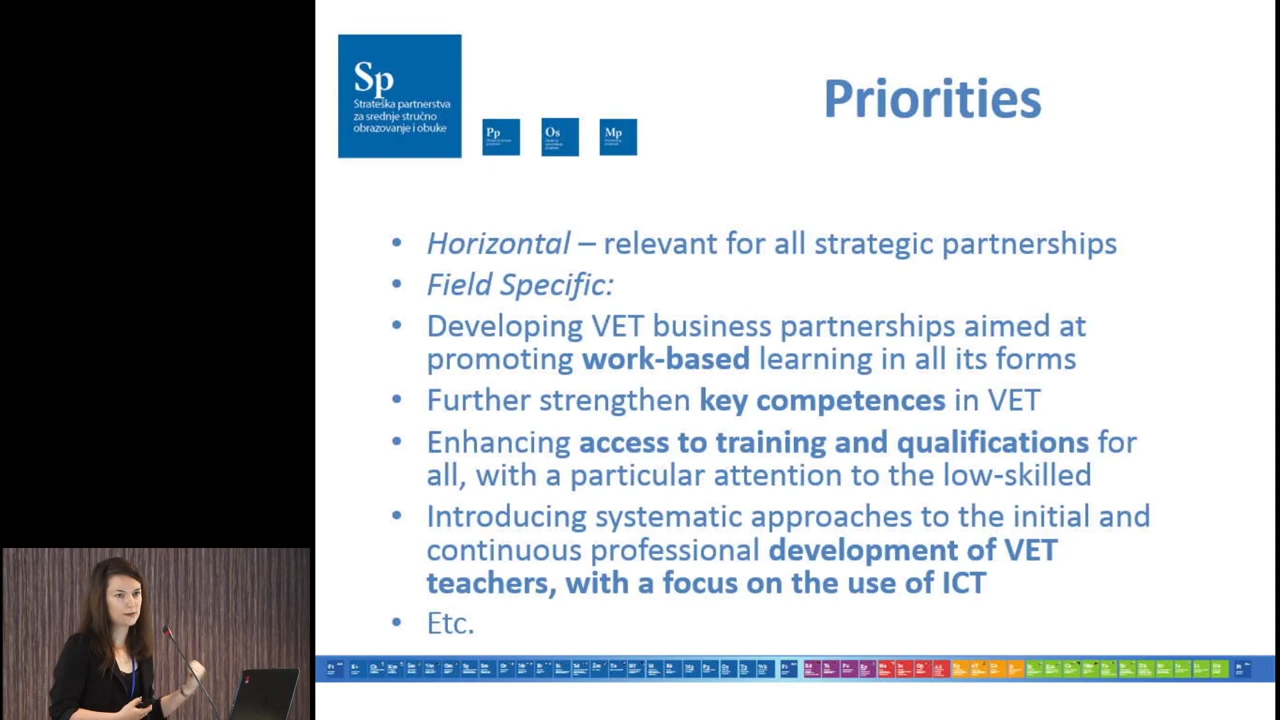 Sp
Strateška partnerstva
za srednje stručno
obrazovanje i obuke
Pp
Os
Mp
Priorities
• Horizontal – relevant for all strategic partnerships
• Field Specific:
• Developing VET business partnerships aimed at
promoting work-based learning in all its forms
• Further strengthen key competences in VET
• Enhancing access to training and qualifications for
all, with a particular attention to the low-skilled
• Introducing systematic approaches to the initial and
continuous professional development of VET
teachers, with a focus on the use of ICT
• Etc.